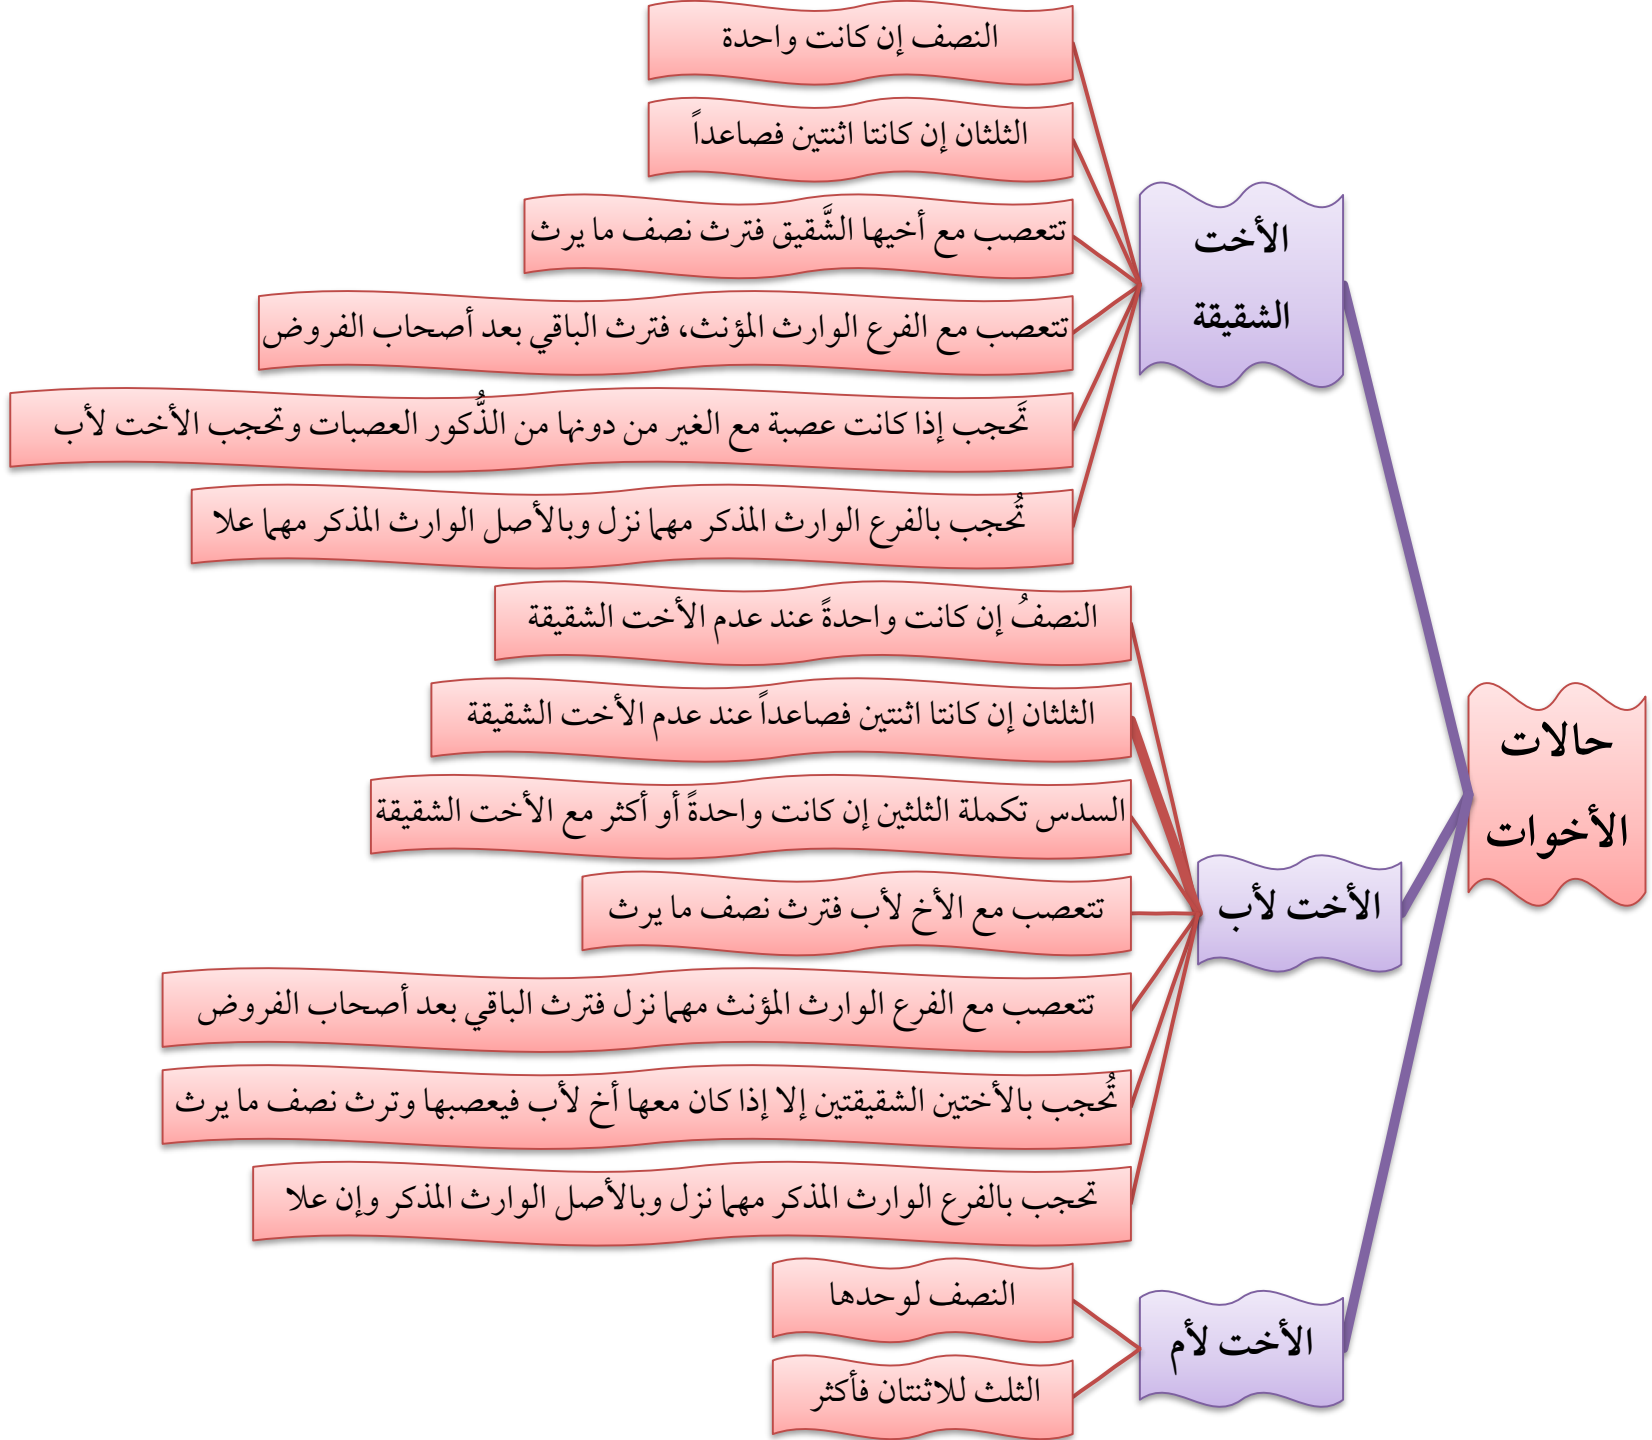 حالات
الأخوات
الأخت
الشقيقة
النصف إن كانت واحدة
الثلثان إن كانتا اثنتين فصاعداً
تتعصب مع أخيها الشَّقيق فترث نصف ما يرث
تتعصب مع الفرع الوارث المؤنث، فترث الباقي بعد أصحاب الفروض
تَحجب إذا كانت عصبة مع الغير من دونها من الذُّكور العصبات وتحجب الأخت لأب
تُحجب بالفرع الوارث المذكر مهما نزل وبالأصل الوارث المذكر مهما علا
الأخت لأب
النصفُ إن كانت واحدةً عند عدم الأخت الشقيقة
الثلثان إن كانتا اثنتين فصاعداً عند عدم الأخت الشقيقة
السدس تكملة الثلثين إن كانت واحدةً أو أكثر مع الأخت الشقيقة
تتعصب مع الأخ لأب فترث نصف ما يرث
تتعصب مع الفرع الوارث المؤنث مهما نزل فترث الباقي بعد أصحاب الفروض
تُحجب بالأختين الشقيقتين إلا إذا كان معها أخ لأب فيعصبها وترث نصف ما يرث
تحجب بالفرع الوارث المذكر مهما نزل وبالأصل الوارث المذكر وإن علا
الأخت لأم
النصف لوحدها
الثلث للاثنتان فأكثر